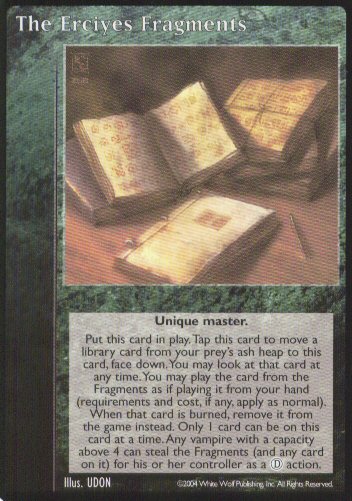 The Erciyes Fragments
Unique master.
Put this card in play. Tap this card to move a
library card from your prey's ash heap to this
card, face down. You may look at that card at
any time. You may play the card from the
Fragments as if playing it from your hand
(requirements and cost, if any, apply as normal).
When that card is burned, remove it from
the game instead. Only 1 card can be on this
card at a time. Any vampire with a capacity
above 4 can steal the Fragments (and any card
on it) for his or her controller as a Ⓓ action.
Illus. UDON
©2004 White Wolf Publishing, Inc. All Rights Reserved.